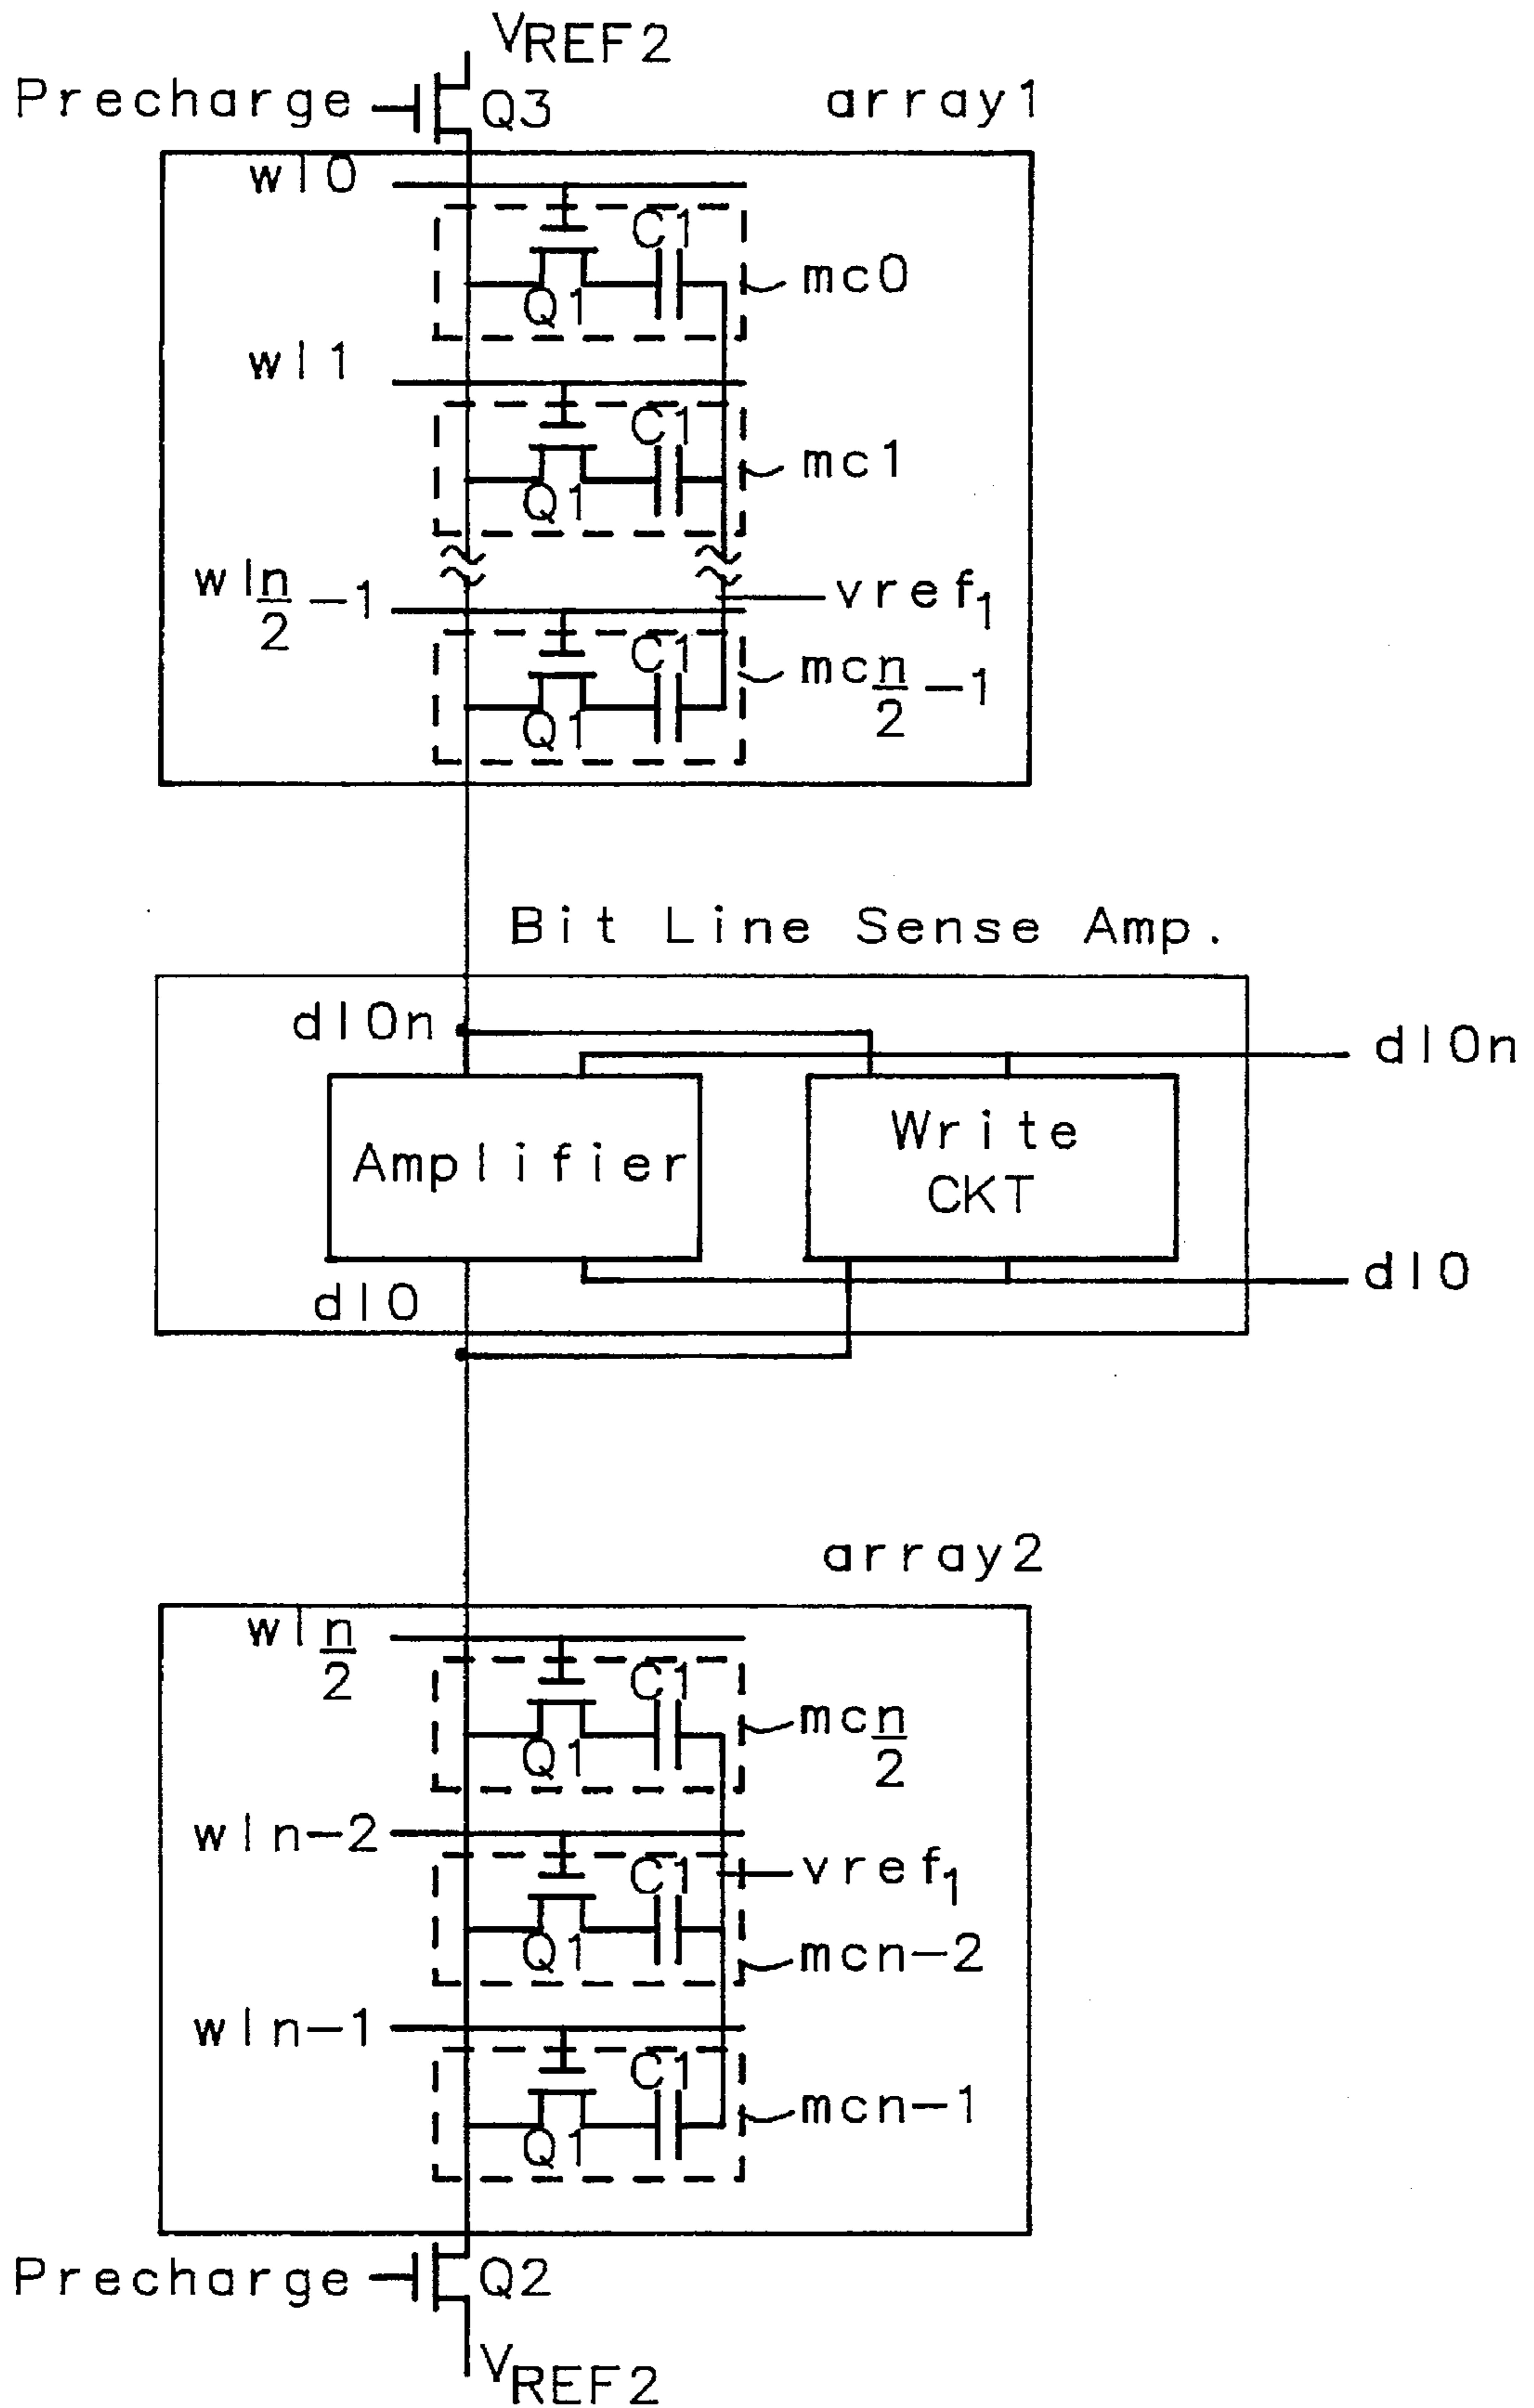 VREF2
Precharge
Q3
array1
wl0
C1
Q1
mc0
wl1
C1
Q1
mc1
wln/2-1
vref1
C1
Q1
mcn/2-1
Bit Line Sense Amp.
dl0n
dl0n
Amplifier
Write
CKT
dl0
dl0
array2
wln/2
C1
Q1
mcn/2
wln-2
C1
vref1
Q1
mcn-2
wln-1
C1
Q1
mcn-1
Precharge
Q2
VREF2